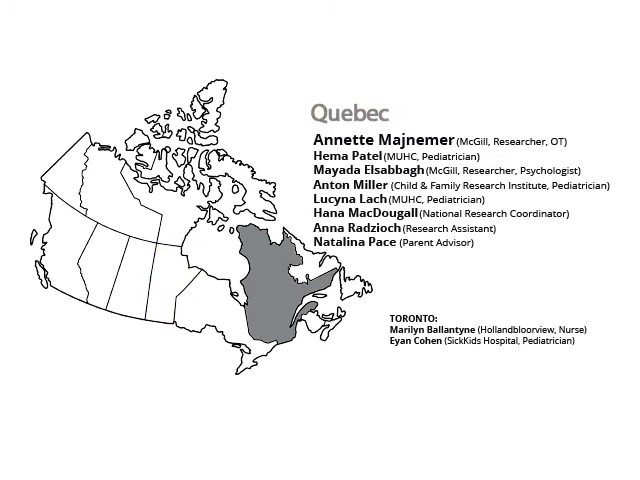 Quebec
Annette Majnemer (McGill, Researcher, OT)
Hema Patel (MUHC, Pediatrician)
Mayada Elsabbagh (McGill, Researcher, Psychologist)
Anton Miller (Child & Family Research Institute, Pediatrician)
Lucyna Lach (MUHC, Pediatrician)
Hana MacDougall (National Research Coordinator)
Anna Radzioch (Research Assistant)
Natalina Pace (Parent Advisor)
TORONTO:
Marilyn Ballantyne (Hollandbloorview, Nurse)
Eyan Cohen (SickKids Hospital, Pediatrician)